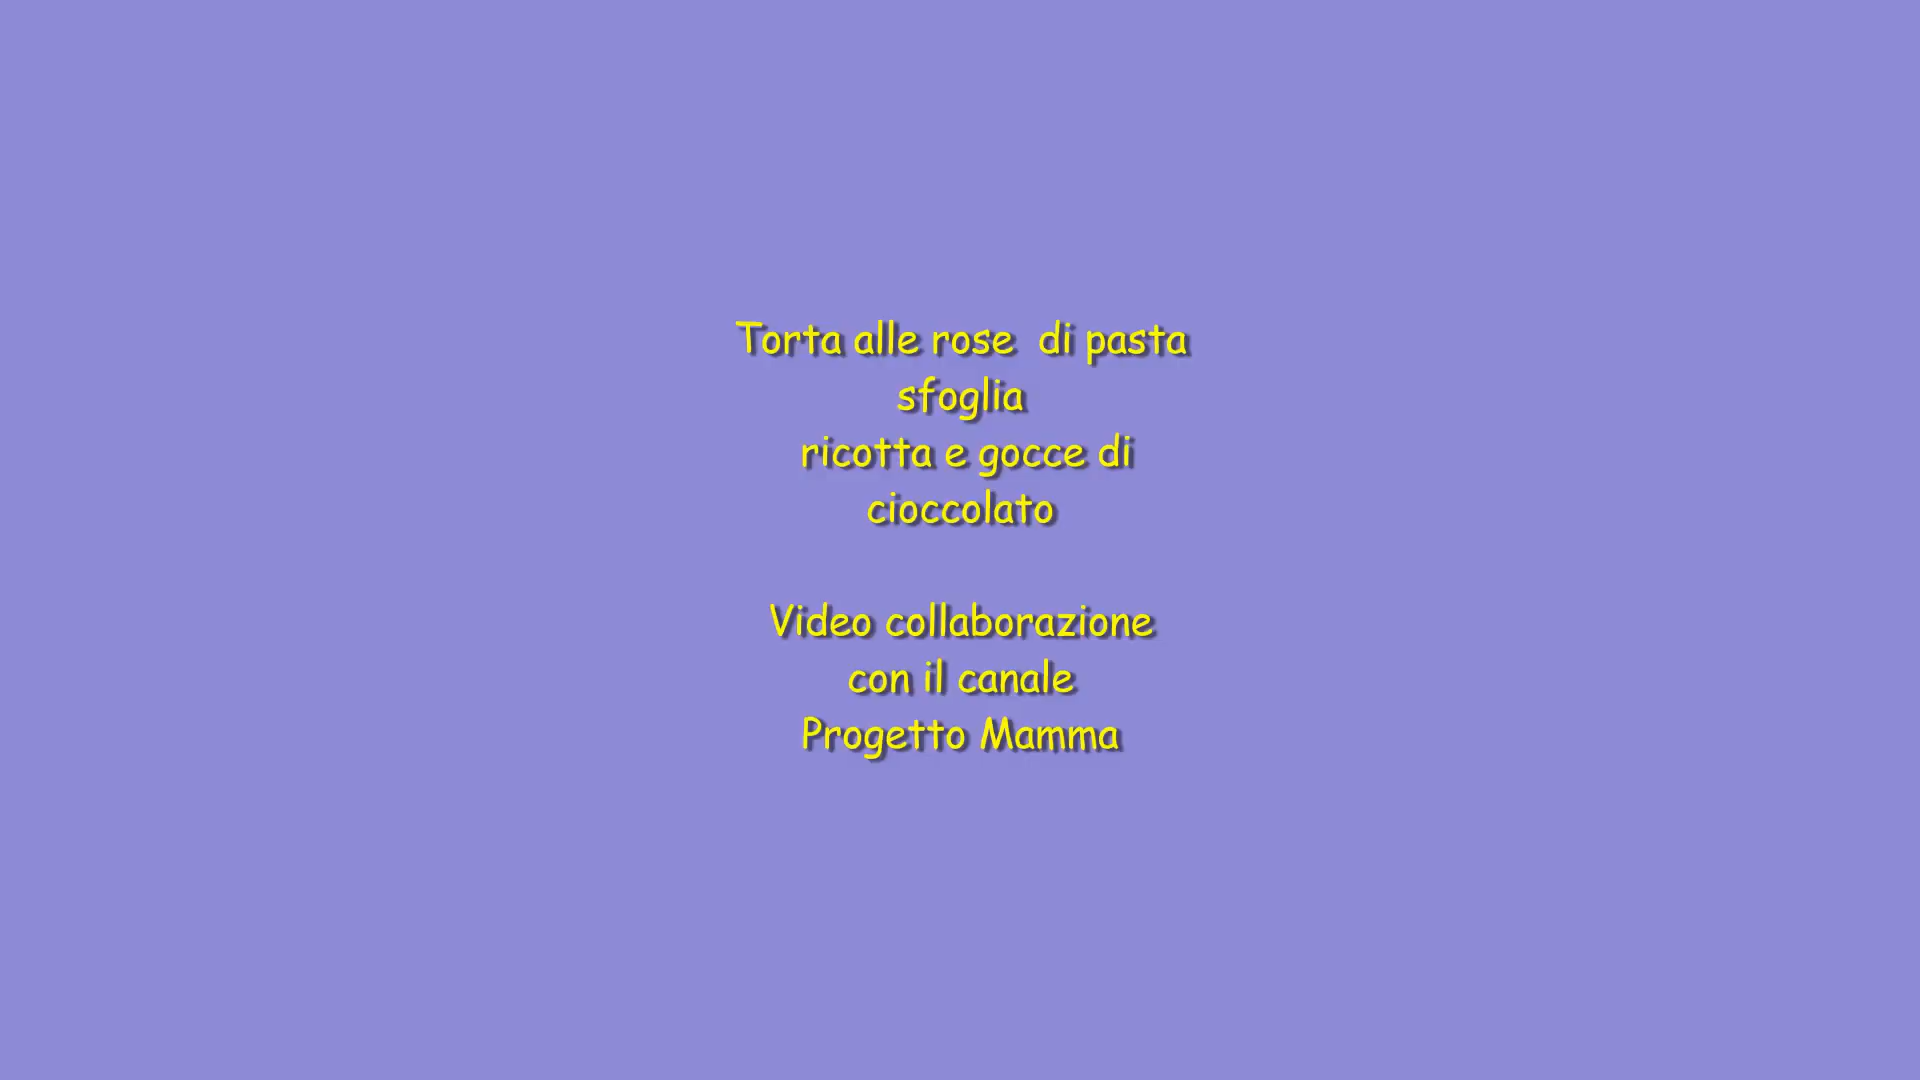 Torta alle rose  di pasta
sfoglia
ricotta e gocce di
cioccolato
Video collaborazione
con il canale
Progetto Mamma